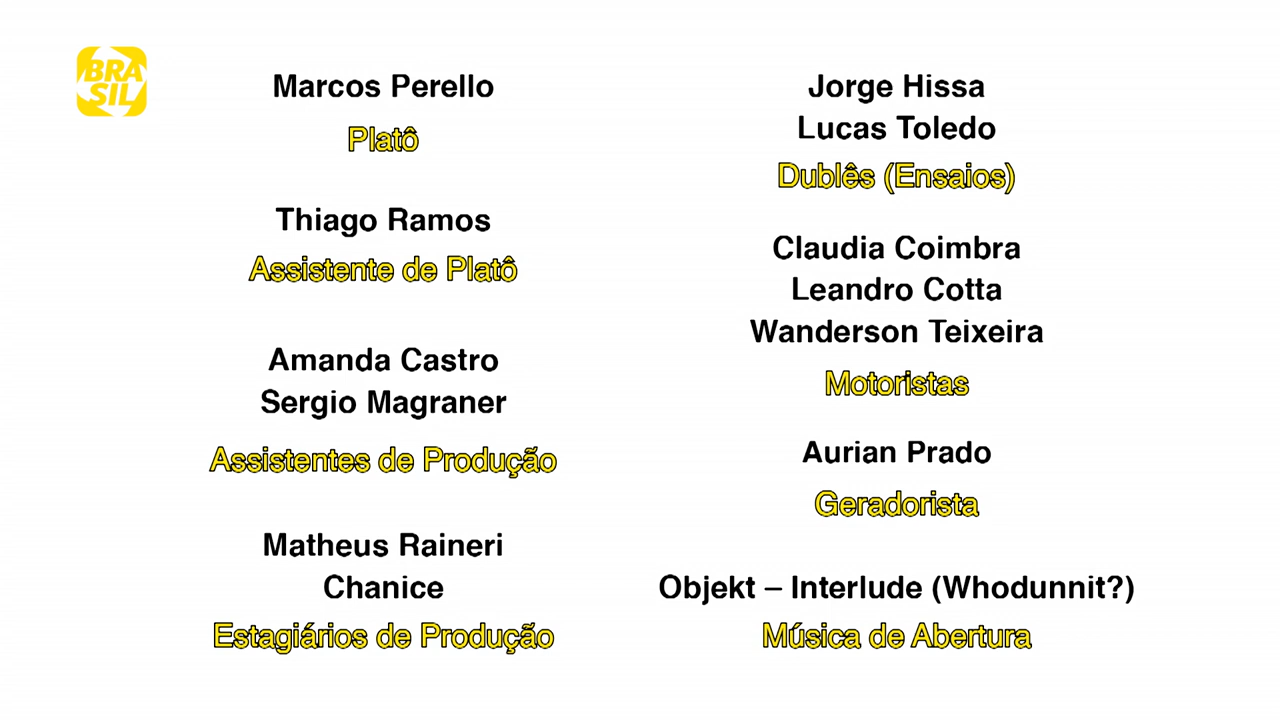 BRA
SIL
Marcos Perello
Platô
Thiago Ramos
Assistente de Platô
Amanda Castro
Sergio Magraner
Assistentes de Produção
Matheus Raineri
Chanice
Estagiários de Produção
Jorge Hissa
Lucas Toledo
Dublês (Ensaios)
Claudia Coimbra
Leandro Cotta
Wanderson Teixeira
Motoristas
Aurian Prado
Geradorista
Objekt – Interlude (Whodunnit?)
Música de Abertura